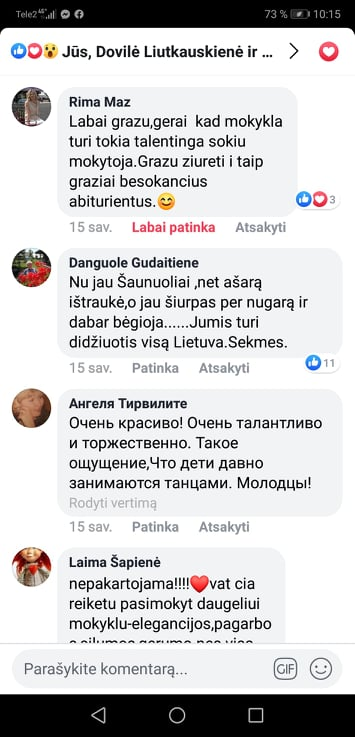 Tele2 4G 73 % 10:15
Jūs, Dovilė Liutkauskienė ir ...
Rima Maz
Labai grazu,gerai kad mokykla
turi tokia talentinga sokiu
mokytoja.Grazu ziureti i taip
graziai besokancius
abiturientus.😊
3
15 sav. Labai patinka Atsakyti
Danguole Gudaitiene
Nu jau Šaunuoliai ,net ašarą
ištraukė,o jau šiurpas per nugarą ir
dabar bėgioja......Jumis turi
didžiuotis visą Lietuva.Sekmes.
11
15 sav. Patinka Atsakyti
Ангеля Тирвилите
Очень красиво! Очень талантливо
и торжественно. Такое
ощущение,Что дети давно
занимаются танцами. Молодцы!
Rodyti vertimą
15 sav. Patinka Atsakyti
Laima Šapienė
nepakartojama!!!!❤️vat cia
reiketu pasimokyt daugeliui
mokyklu-elegancijos,pagarbo
Parašykite komentarą...
GIF